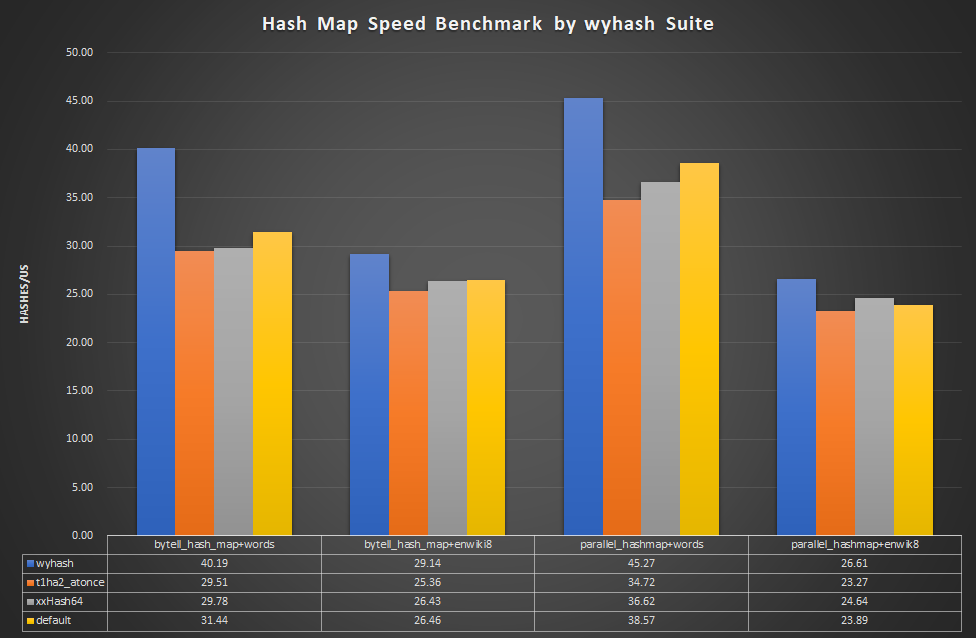 Hash Map Speed Benchmark by wyhash Suite
50.00
45.00
40.00
35.00
30.00
25.00
20.00
15.00
10.00
5.00
0.00
HASHES/US
bytell_hash_map+words bytell_hash_map+enwiki8 parallel_hashmap+words parallel_hashmap+enwik8
wyhash 40.19 29.14 45.27 26.61
t1ha2_atonce 29.51 25.36 34.72 23.27
xxHash64 29.78 26.43 36.62 24.64
default 31.44 26.46 38.57 23.89